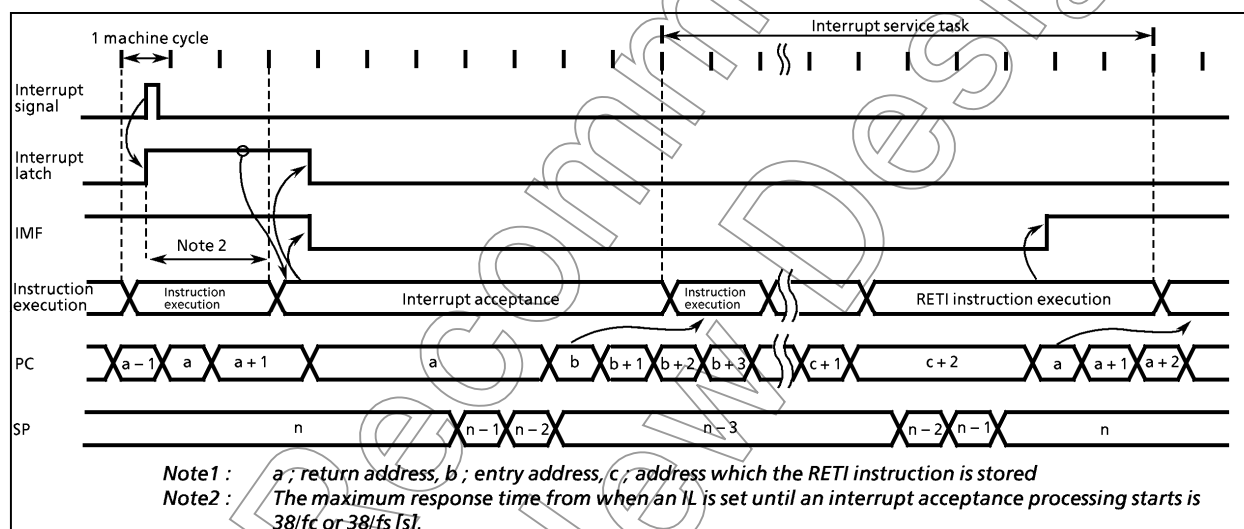 Interrupt service task
1 machine cycle
Interrupt
signal
Interrupt
latch
IMF
Note 2
Instruction
execution
Instruction
execution
Interrupt acceptance
Instruction
execution
RETI instruction execution
PC
a – 1
a
a + 1
a
b
b + 1
b + 2
b + 3
c + 1
c + 2
a
a + 1
a + 2
SP
n
n – 1
n – 2
n – 3
n – 2
n – 1
n
Note1 : a ; return address, b ; entry address, c ; address which the RETI instruction is stored
Note2 : The maximum response time from when an IL is set until an interrupt acceptance processing starts is
38/fc or 38/fs [s].